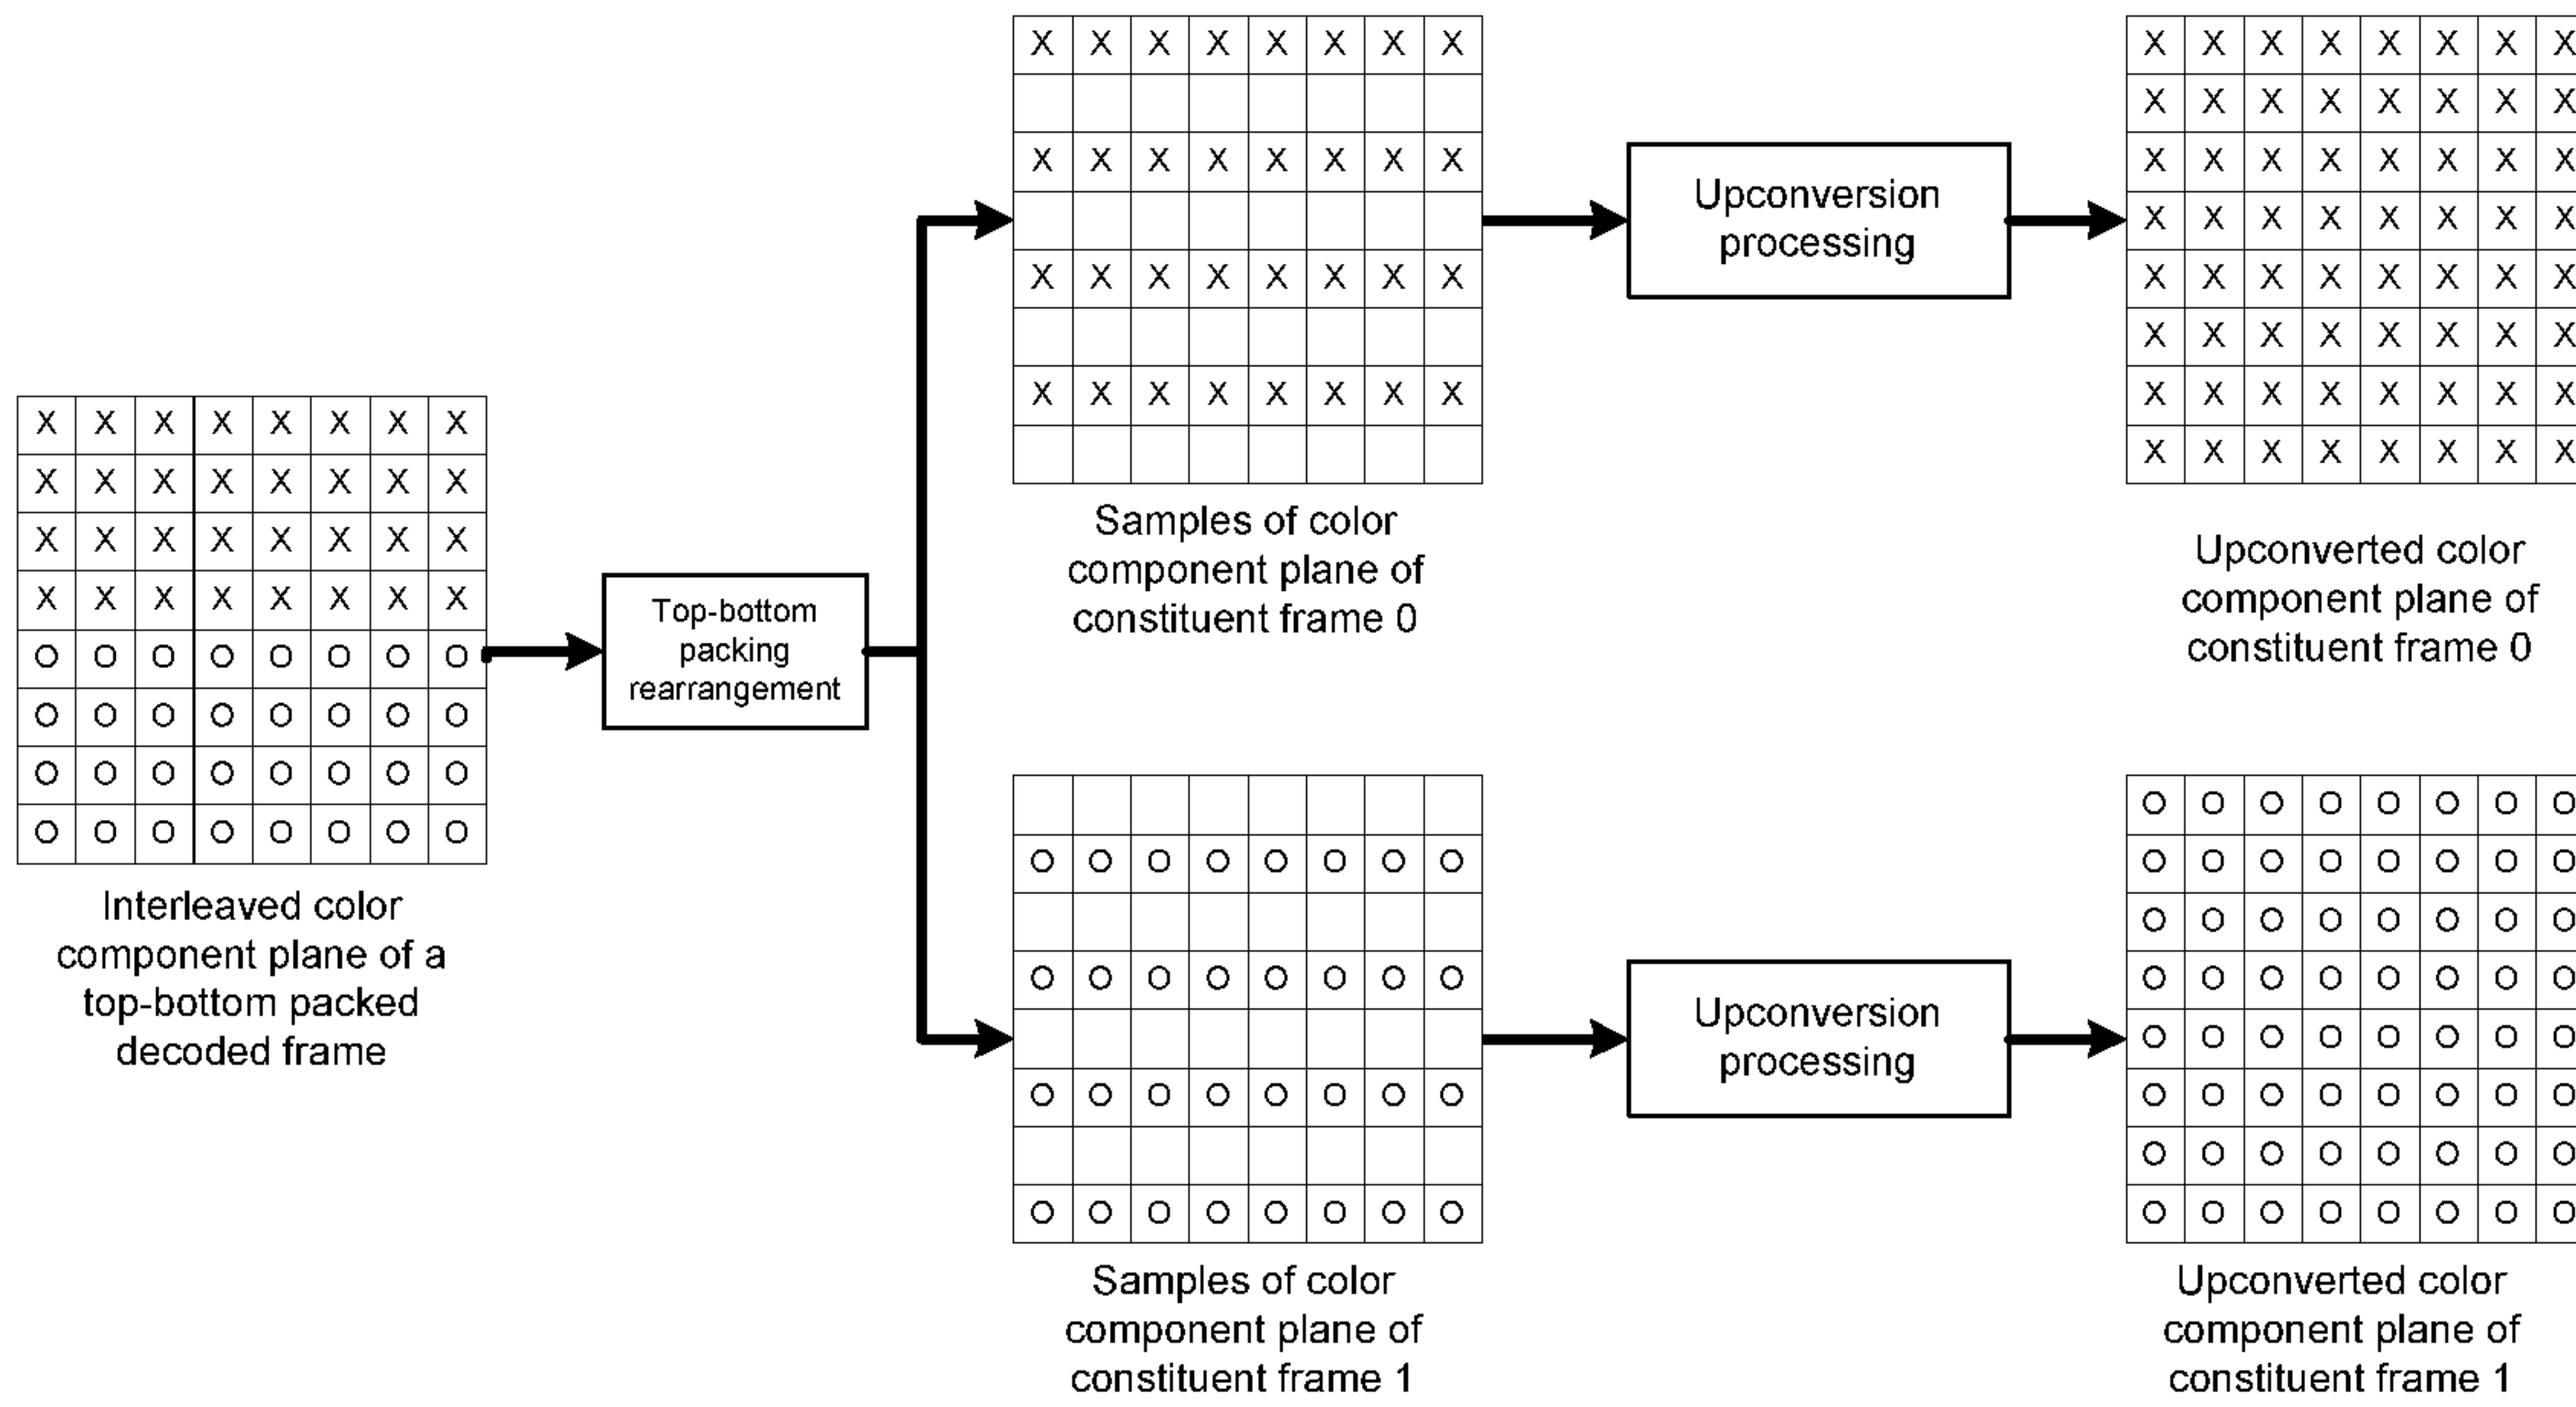 X X X X X X X X
X X X X X X X X
X X X X X X X X
X X X X X X X X
O O O O O O O O
O O O O O O O O
O O O O O O O O
O O O O O O O O
Interleaved color
component plane of a
top-bottom packed
decoded frame
Top-bottom
packing
rearrangement
X X X X X X X X
X X X X X X X X
X X X X X X X X
X X X X X X X X
Samples of color
component plane of
constituent frame 0
Upconversion
processing
X X X X X X X X
X X X X X X X X
X X X X X X X X
X X X X X X X X
X X X X X X X X
X X X X X X X X
X X X X X X X X
X X X X X X X X
Upconverted color
component plane of
constituent frame 0
O O O O O O O O
O O O O O O O O
O O O O O O O O
O O O O O O O O
Samples of color
component plane of
constituent frame 1
Upconversion
processing
O O O O O O O O
O O O O O O O O
O O O O O O O O
O O O O O O O O
O O O O O O O O
O O O O O O O O
O O O O O O O O
O O O O O O O O
Upconverted color
component plane of
constituent frame 1